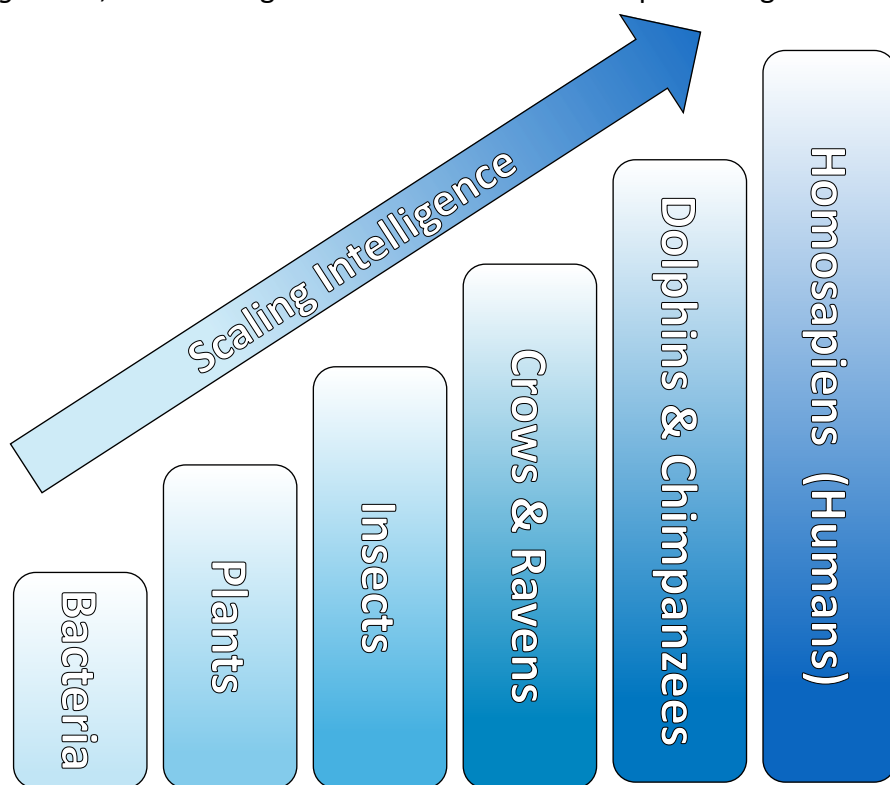 Scaling Intelligence
Bacteria
Plants
Insects
Crows & Ravens
Dolphins & Chimpanzees
Homosapiens (Humans)